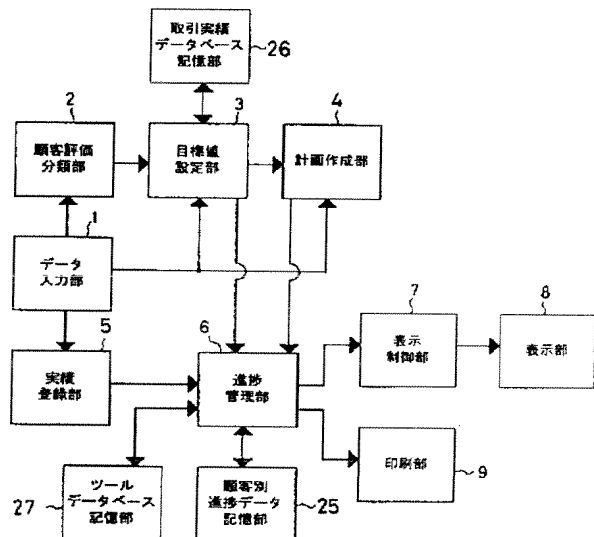 取引実績
データベース
記憶部
26
2
3
4
顧客評価
分類部
目標値
設定部
計画作成部
1
データ
入力部
5
6
7
8
実績
登録部
進捗
管理部
表示
制御部
表示部
印刷部
9
ツール
データベース
記憶部
27
顧客別
進捗データ
記憶部
25